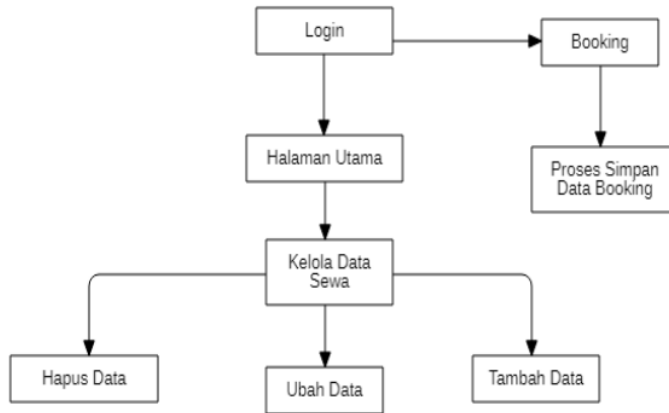 Login
Booking
Halaman Utama
Proses Simpan
Data Booking
Kelola Data
Sewa
Hapus Data
Ubah Data
Tambah Data